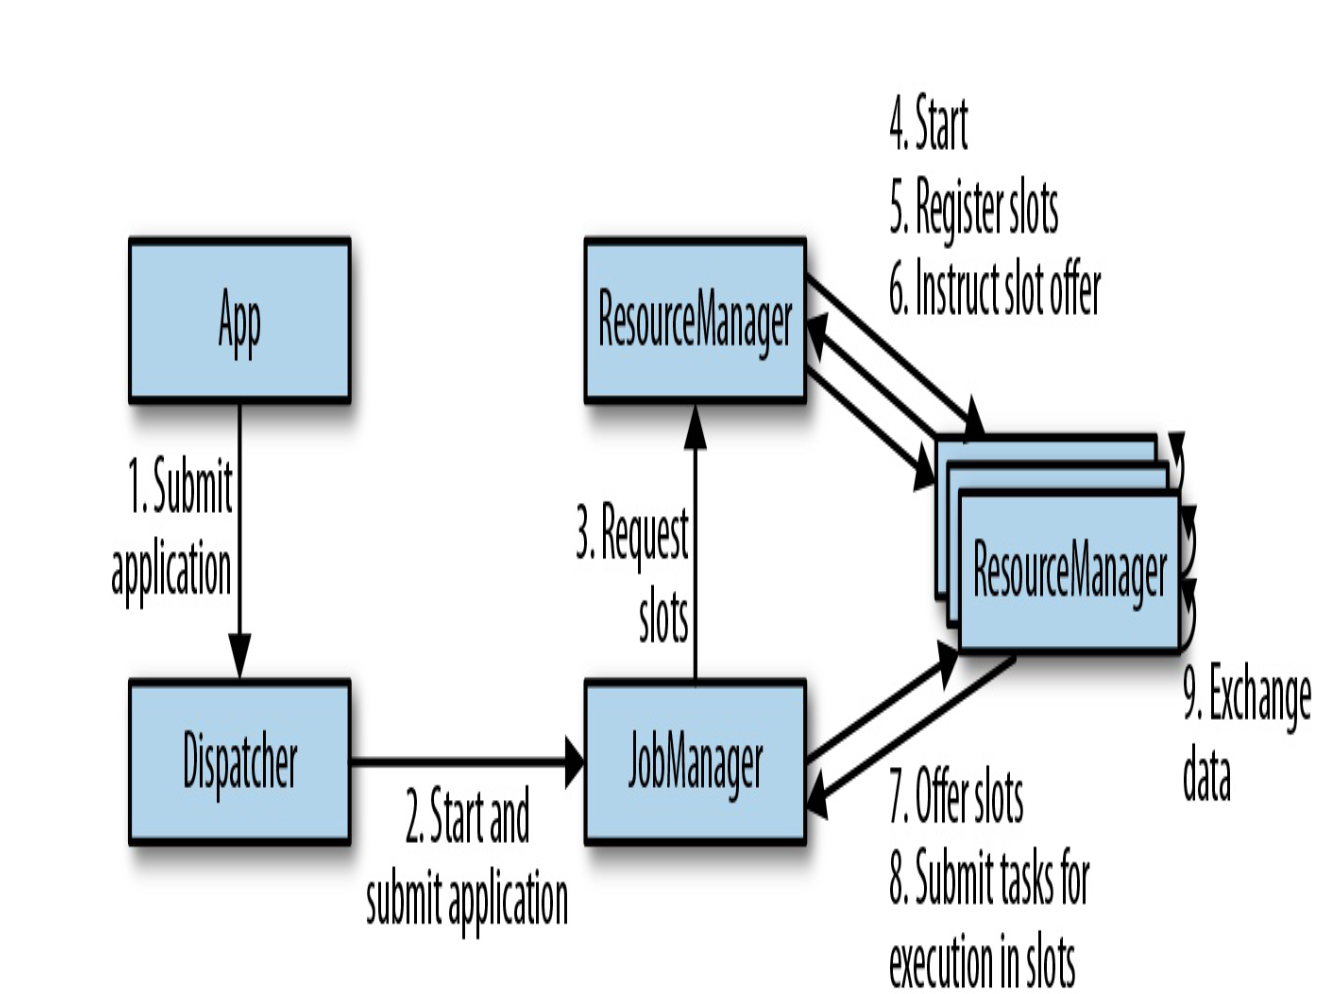 4. Start
5. Register slots
6. Instruct slot offer
App
ResourceManager
1. Submit
application
3. Request
slots
ResourceManager
9. Exchange
data
Dispatcher
JobManager
2. Start and
submit application
7. Offer slots
8. Submit tasks for
execution in slots